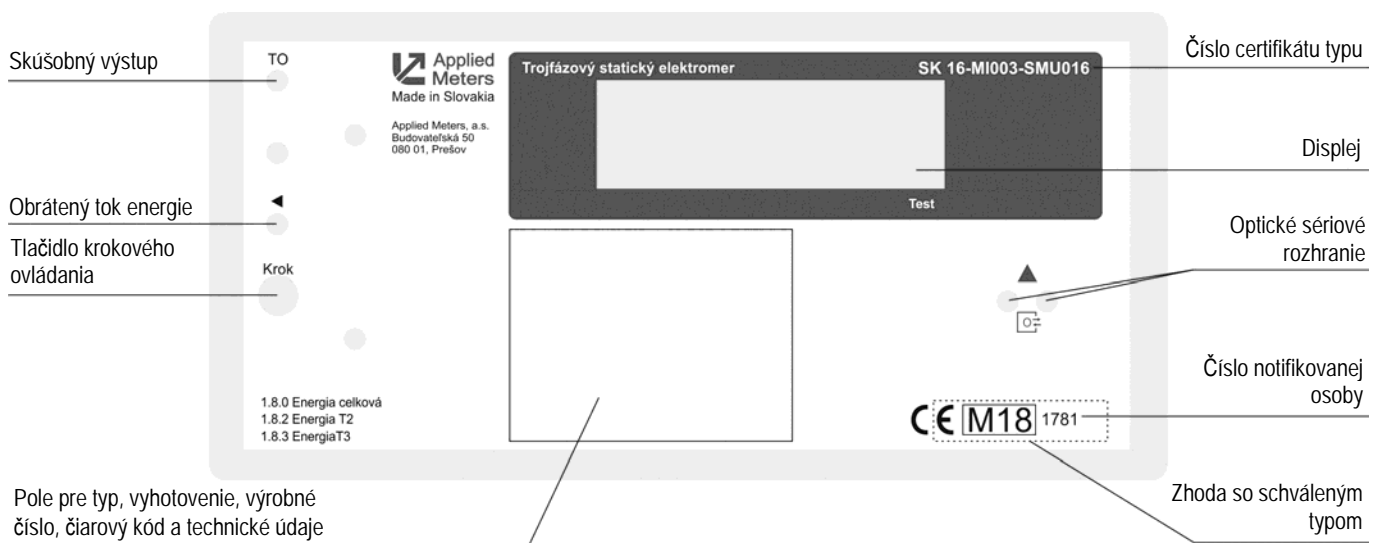 Skúšobný výstup
TO
Applied
Meters
Made in Slovakia
Applied Meters, a.s.
Budovateľská 50
080 01, Prešov
Trojfázový statický elektromer
SK 16-MI003-SMU016
Číslo certifikátu typu
Displej
Test
Obrátený tok energie
Tlačidlo krokového
ovládania
Krok
Optické sériové
rozhranie
1.8.0 Energia celková
1.8.2 Energia T2
1.8.3 EnergiaT3
CE M18 1781
Číslo notifikovanej
osoby
Pole pre typ, vyhotovenie, výrobné
číslo, čiarový kód a technické údaje
Zhoda so schváleným
typom